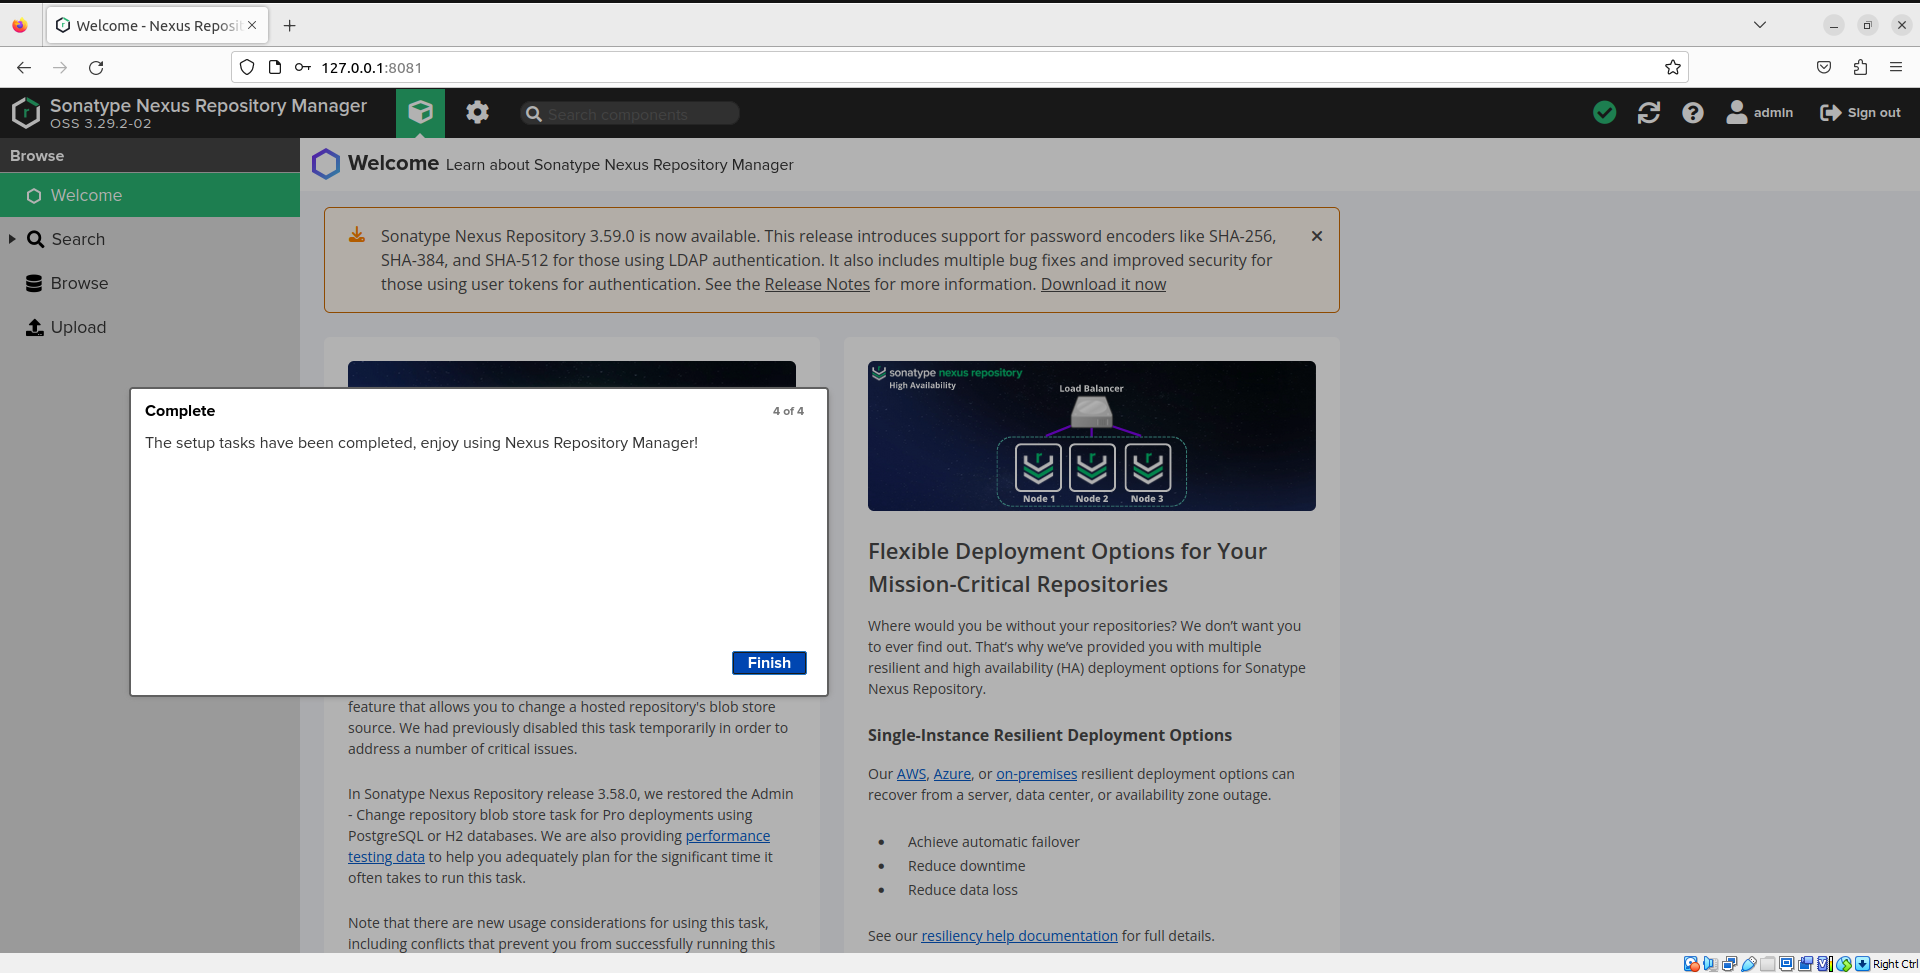 Welcome - Nexus Reposit
127.0.0.1:8081
Sonatype Nexus Repository Manager
OSS 3.29.2-02
Search components
admin
Sign out
Browse
Welcome
Search
Browse
Upload
Welcome Learn about Sonatype Nexus Repository Manager
Sonatype Nexus Repository 3.59.0 is now available. This release introduces support for password encoders like SHA-256,
SHA-384, and SHA-512 for those using LDAP authentication. It also includes multiple bug fixes and improved security for
those using user tokens for authentication. See the Release Notes for more information. Download it now
Complete
4 of 4
The setup tasks have been completed, enjoy using Nexus Repository Manager!
Finish
feature that allows you to change a hosted repository's blob store
source. We had previously disabled this task temporarily in order to
address a number of critical issues.
In Sonatype Nexus Repository release 3.58.0, we restored the Admin
- Change repository blob store task for Pro deployments using
PostgreSQL or H2 databases. We are also providing performance
testing data to help you adequately plan for the significant time it
often takes to run this task.
Note that there are new usage considerations for using this task,
including conflicts that prevent you from successfully running this
sonatype nexus repository
High Availability
Load Balancer
r
r
r
Node 1
Node 2
Node 3
Flexible Deployment Options for Your
Mission-Critical Repositories
Where would you be without your repositories? We don’t want you
to ever find out. That’s why we’ve provided you with multiple
resilient and high availability (HA) deployment options for Sonatype
Nexus Repository.
Single-Instance Resilient Deployment Options
Our AWS, Azure, or on-premises resilient deployment options can
recover from a server, data center, or availability zone outage.
• Achieve automatic failover
• Reduce downtime
• Reduce data loss
See our resiliency help documentation for full details.
Right Ctrl